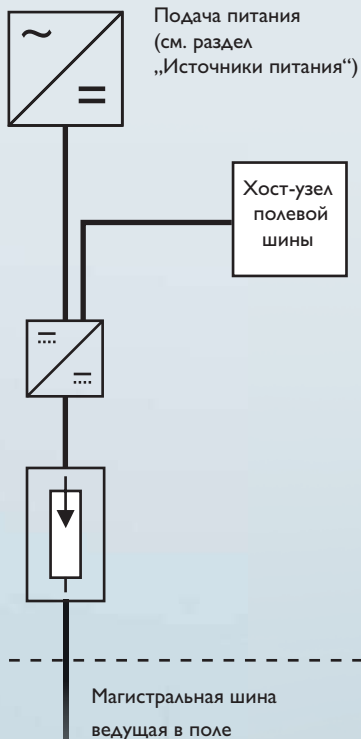 Подача питания
(см. раздел
„Источники питания“)
Хост-узел
полевой
шины
Магистральная шина
ведущая в поле